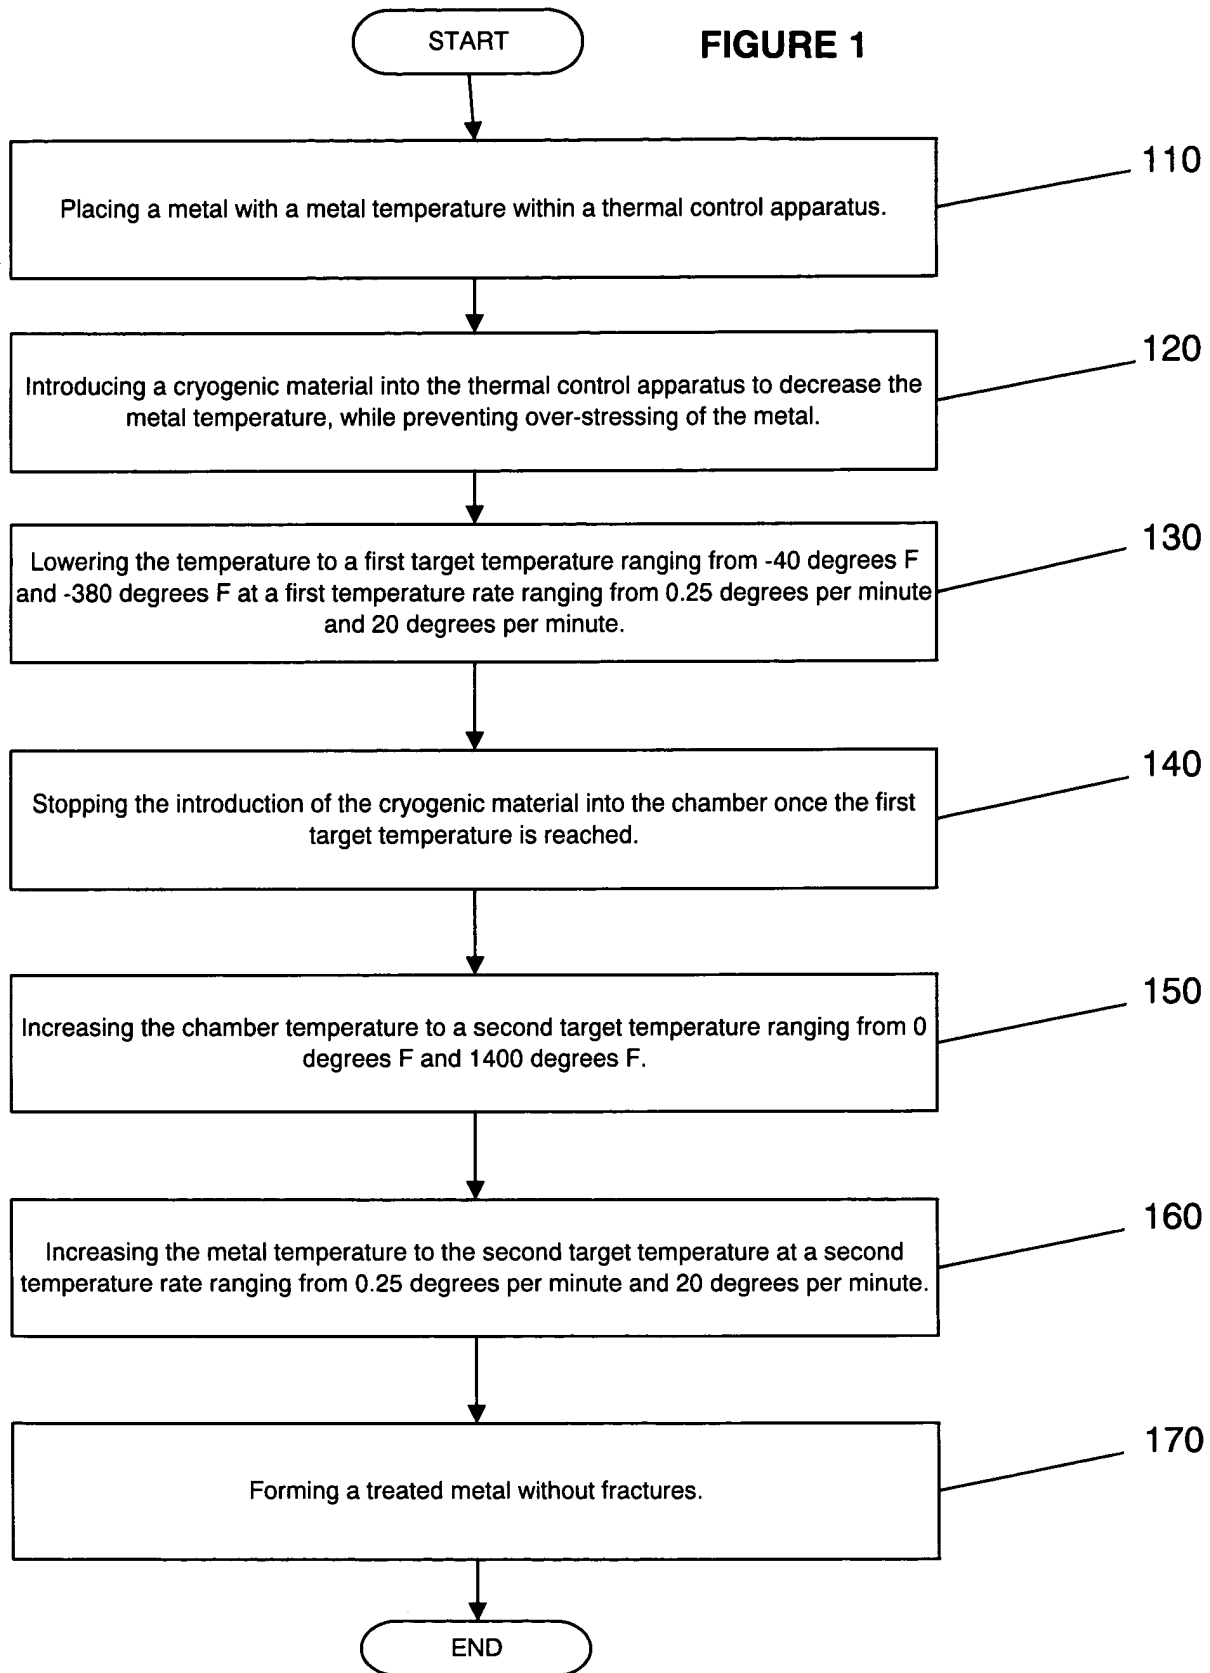 START
FIGURE 1
110
Placing a metal with a metal temperature within a thermal control apparatus.
120
Introducing a cryogenic material into the thermal control apparatus to decrease the
metal temperature, while preventing over-stressing of the metal.
130
Lowering the temperature to a first target temperature ranging from -40 degrees F
and -380 degrees F at a first temperature rate ranging from 0.25 degrees per minute
and 20 degrees per minute.
140
Stopping the introduction of the cryogenic material into the chamber once the first
target temperature is reached.
150
Increasing the chamber temperature to a second target temperature ranging from 0
degrees F and 1400 degrees F.
160
Increasing the metal temperature to the second target temperature at a second
temperature rate ranging from 0.25 degrees per minute and 20 degrees per minute.
170
Forming a treated metal without fractures.
END